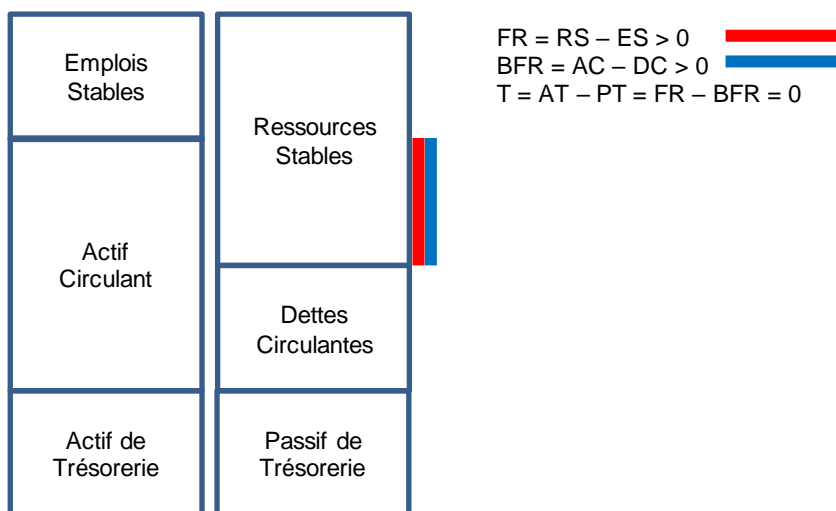 Emplois
Stables
Ressources
Stables
Actif
Circulant
Dettes
Circulantes
Actif de
Trésorerie
Passif de
Trésorerie
FR = RS – ES > 0
BFR = AC – DC > 0
T = AT – PT = FR – BFR = 0